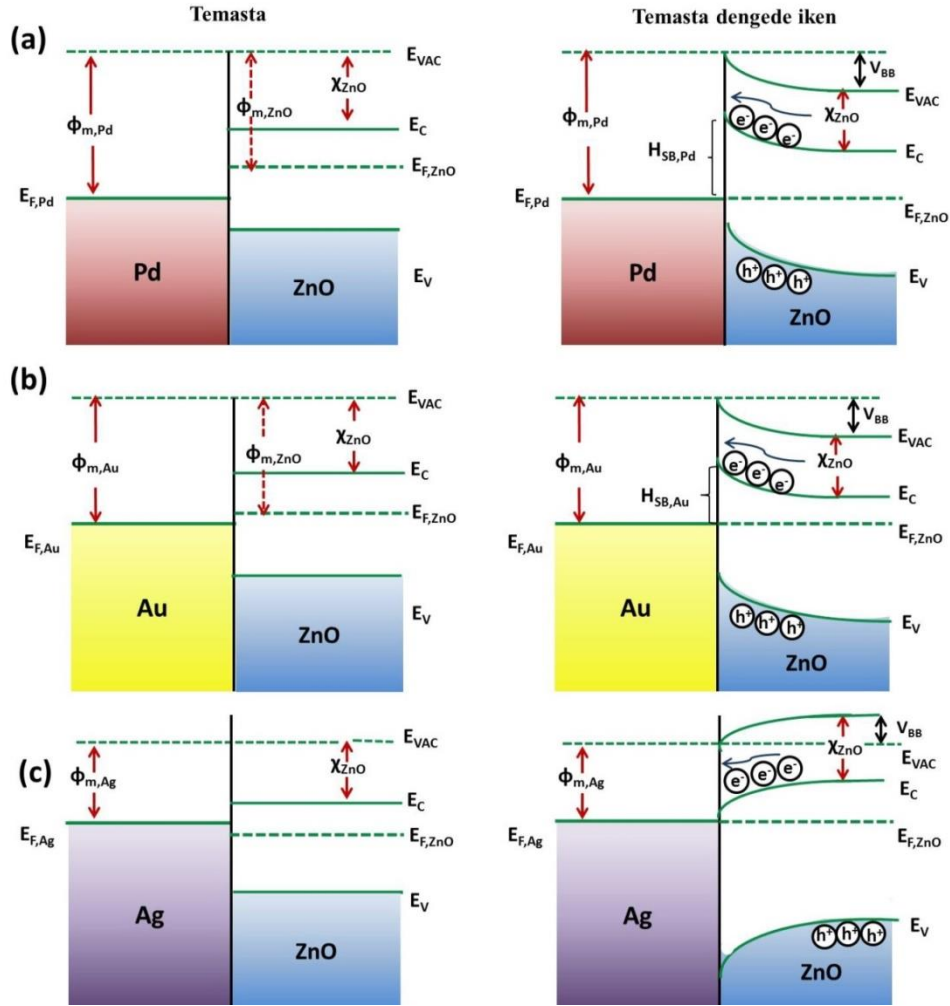 Temasta
Temasta dengede iken
(a)
E_VAC
ϕ_m,Pd
ϕ_m,ZnO
χ_ZnO
E_C
E_F,ZnO
E_F,Pd
Pd
ZnO
E_V
V_BB
E_VAC
ϕ_m,Pd
χ_ZnO
e⁻ e⁻ e⁻
H_SB,Pd
E_C
E_F,Pd
E_F,ZnO
Pd
h⁺ h⁺ h⁺
E_V
ZnO
(b)
E_VAC
ϕ_m,Au
ϕ_m,ZnO
χ_ZnO
E_C
E_F,ZnO
E_F,Au
Au
ZnO
E_V
V_BB
E_VAC
ϕ_m,Au
χ_ZnO
e⁻ e⁻ e⁻
H_SB,Au
E_C
E_F,Au
E_F,ZnO
Au
h⁺ h⁺ h⁺
E_V
ZnO
(c)
E_VAC
ϕ_m,Ag
χ_ZnO
E_C
E_F,Ag
E_F,ZnO
Ag
E_V
ZnO
V_BB
χ_ZnO
E_VAC
ϕ_m,Ag
e⁻ e⁻ e⁻
E_C
E_F,Ag
E_F,ZnO
Ag
E_V
h⁺ h⁺ h⁺
ZnO